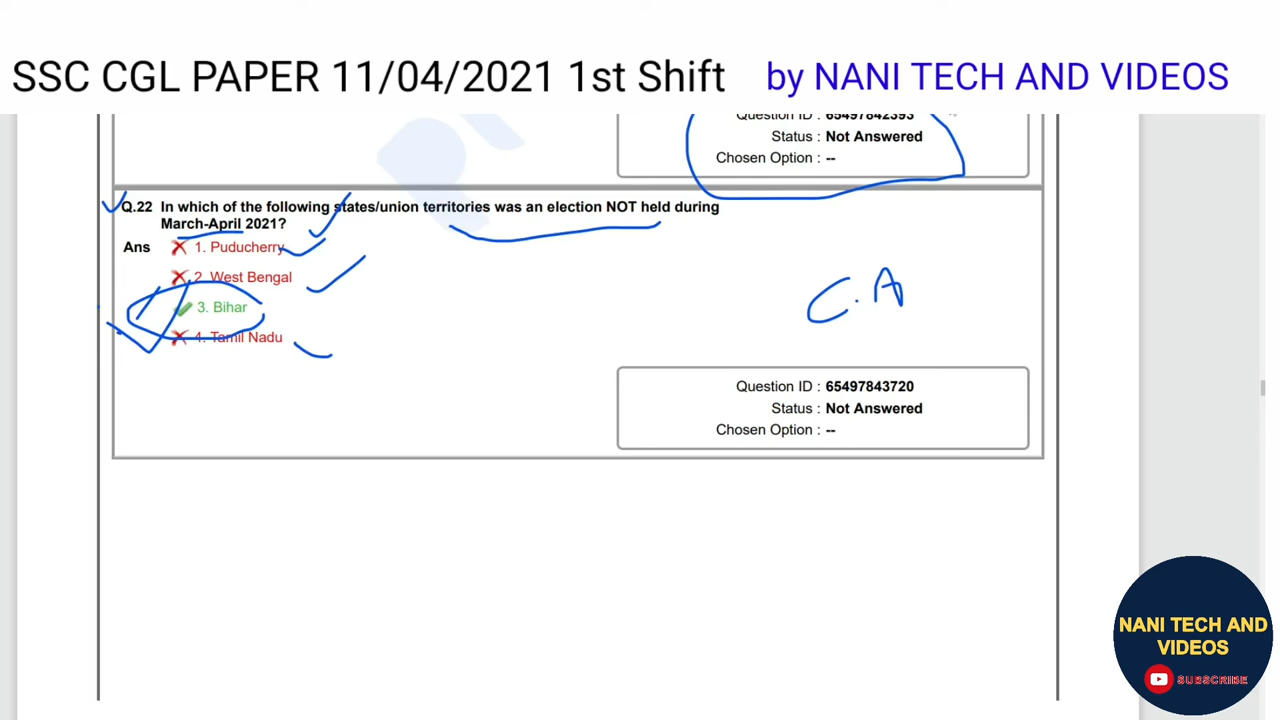 SSC CGL PAPER 11/04/2021 1st Shift by NANI TECH AND VIDEOS
Question ID : 65497842393
Status : Not Answered
Chosen Option : --
Q.22 In which of the following states/union territories was an election NOT held during
March-April 2021?
Ans 1. Puducherry
2. West Bengal
3. Bihar
4. Tamil Nadu
C.A
Question ID : 65497843720
Status : Not Answered
Chosen Option : --
NANI TECH AND
VIDEOS
SUBSCRIBE